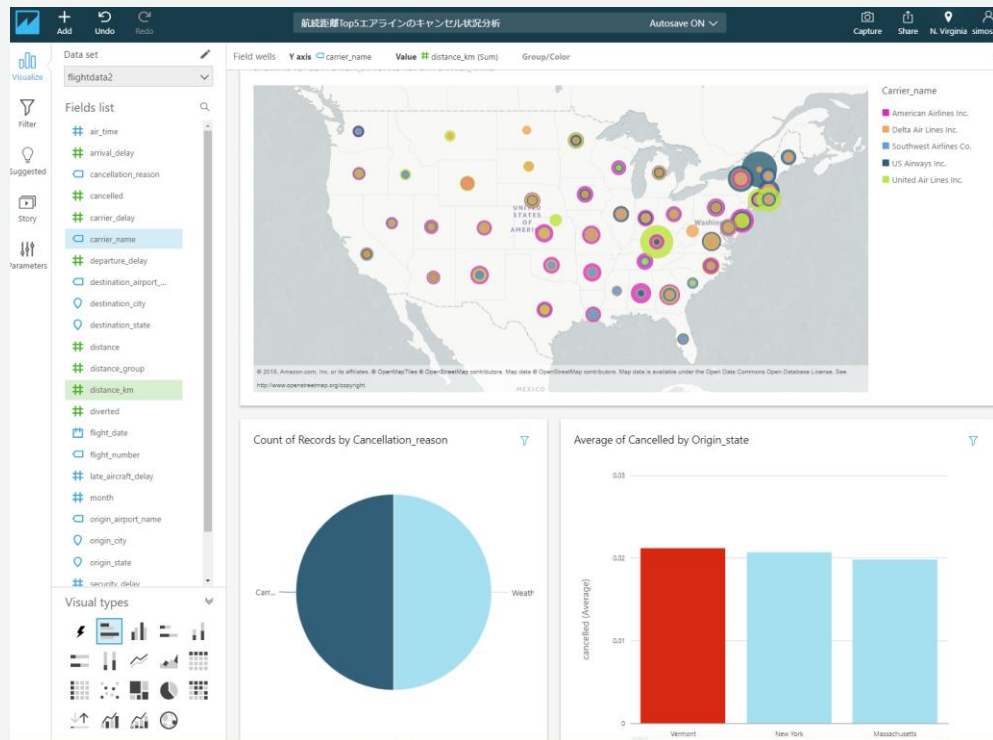 航続距離Top5エアラインのキャンセル状況分析
Autosave ON
Add
Undo
Redo
Capture
Share
N. Virginia
Visualize
Filter
Suggested
Story
Parameters
Data set
flightdata2
Fields list
air_time
arrival_delay
cancellation_reason
cancelled
carrier_delay
carrier_name
departure_delay
destination_airport_...
destination_city
destination_state
distance
distance_group
distance_km
diverted
flight_date
flight_number
late_aircraft_delay
month
origin_airport_name
origin_city
origin_state
security_delay
Visual types
Field wells Y axis carrier_name Value distance_km (Sum) Group/Color
UNITED
STATES
OF
AMERICA
Washington
MEXICO
© 2018, Amazon.com, Inc. or its affiliates. © OpenMapTiles © OpenStreetMap contributors. Map data © OpenStreetMap contributors. Map data is available under the Open Data Commons Open Database License. See
http://www.openstreetmap.org/copyright.
Carrier_name
American Airlines Inc.
Delta Air Lines Inc.
Southwest Airlines Co.
US Airways Inc.
United Air Lines Inc.
Count of Records by Cancellation_reason
Carr...
Weath
Average of Cancelled by Origin_state
cancelled (Average)
0.03
0.02
0.01
0
Vermont
New York
Massachusetts